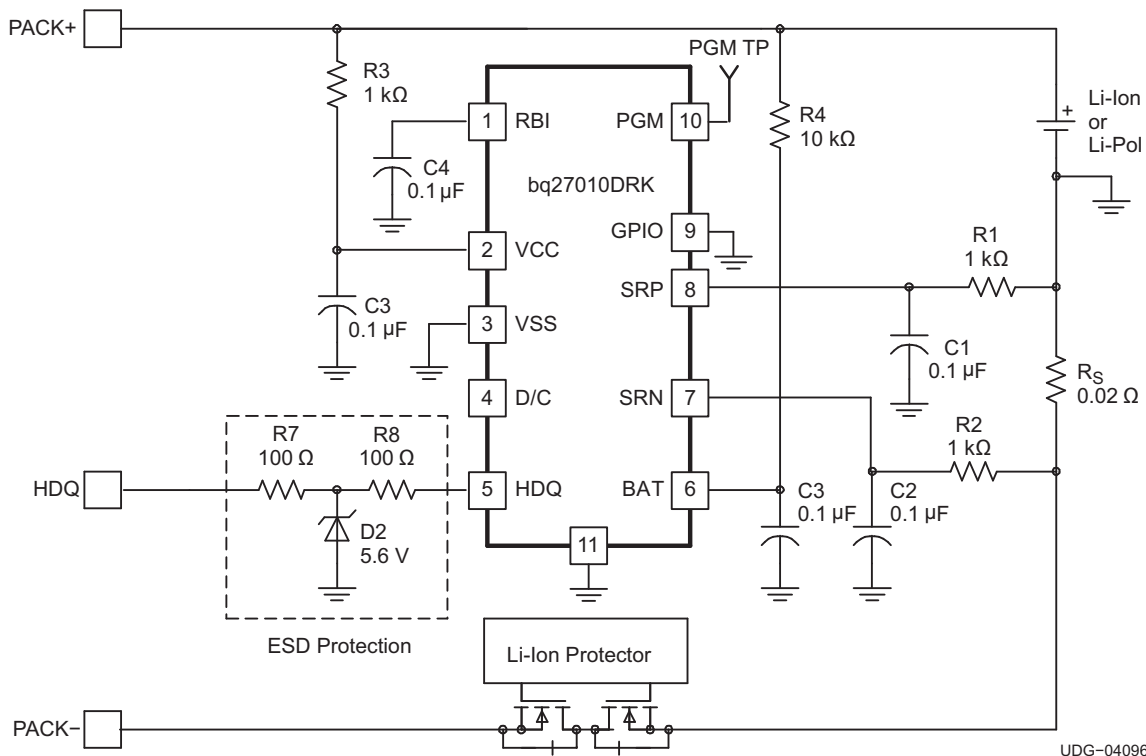 PACK+
R3
1 kΩ
PGM TP
R4
10 kΩ
+
Li-Ion
or
Li-Pol
1
RBI
PGM
10
C4
0.1 µF
bq27010DRK
GPIO
9
R1
1 kΩ
2
VCC
SRP
8
C3
0.1 µF
3
VSS
C1
0.1 µF
RS
0.02 Ω
4
D/C
SRN
7
R7
100 Ω
R8
100 Ω
R2
1 kΩ
HDQ
5
HDQ
BAT
6
C3
0.1 µF
C2
0.1 µF
D2
5.6 V
11
ESD Protection
Li-Ion Protector
PACK−
UDG−04096